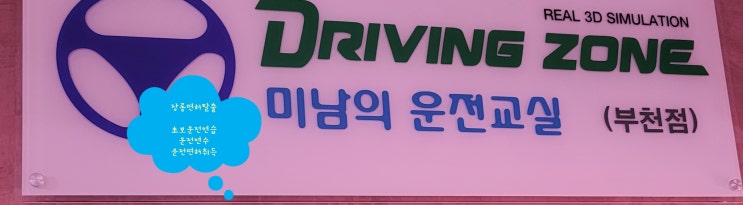 REAL 3D SIMULATION
DRIVING ZONE
미남의 운전교실 (부천점)
장롱면허탈출
초보운전연습
운전연수
운전면허취득